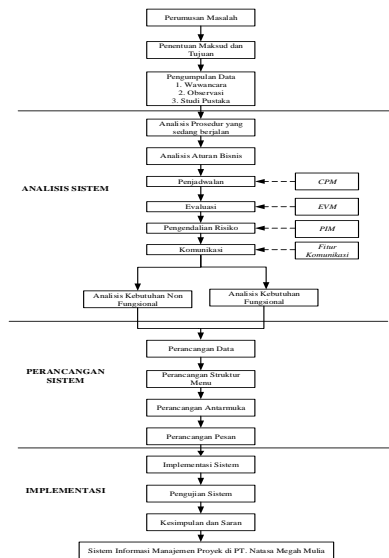 Perumusan Masalah
Penentuan Maksud dan
Tujuan
Pengumpulan Data
1. Wawancara
2. Observasi
3. Studi Pustaka
Analisis Prosedur yang
sedang berjalan
Analisis Aturan Bisnis
ANALISIS SISTEM
Penjadwalan
CPM
Evaluasi
EVM
Pengendalian Risiko
PIM
Komunikasi
Fitur
Komunikasi
Analisis Kebutuhan Non
Fungsional
Analisis Kebutuhan
Fungsional
PERANCANGAN
SISTEM
Perancangan Data
Perancangan Struktur
Menu
Perancangan Antarmuka
Perancangan Pesan
IMPLEMENTASI
Implementasi Sistem
Pengujian Sistem
Kesimpulan dan Saran
Sistem Informasi Manajemen Proyek di PT. Natasa Megah Mulia